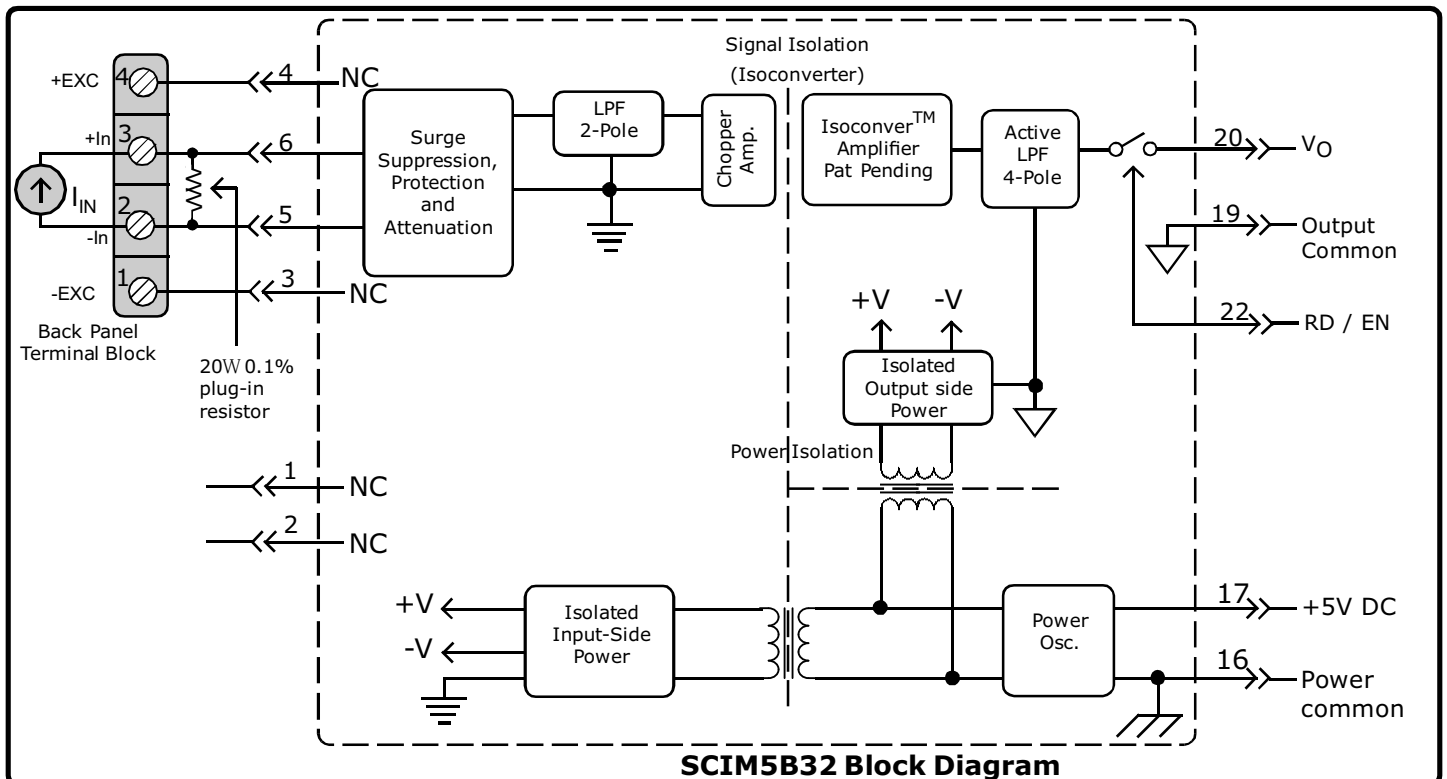 Signal Isolation
(Isoconverter)
+EXC
4
4
NC
+In
3
6
I IN
2
5
-In
-EXC
1
3
NC
Back Panel
Terminal Block
20W 0.1%
plug-in
resistor
Surge
Suppression,
Protection
and
Attenuation
LPF
2-Pole
Chopper
Amp.
Isoconver™
Amplifier
Pat Pending
Active
LPF
4-Pole
20
VO
19
Output
Common
22
RD / EN
+V
-V
Isolated
Output side
Power
Power Isolation
1
NC
2
NC
+V
-V
Isolated
Input-Side
Power
Power
Osc.
17
+5V DC
16
Power
common
SCIM5B32 Block Diagram